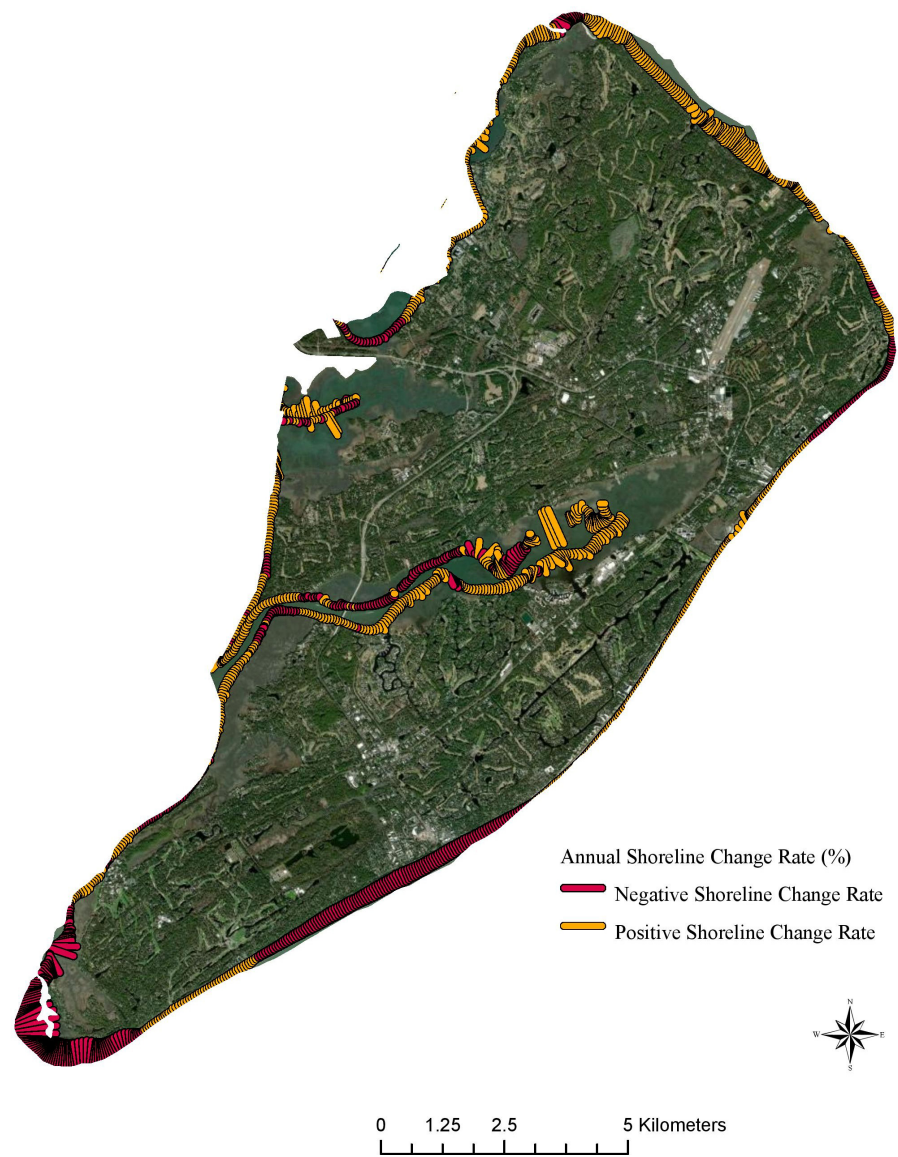 Annual Shoreline Change Rate (%)
Negative Shoreline Change Rate
Positive Shoreline Change Rate
N
W E
S
0 1.25 2.5 5 Kilometers